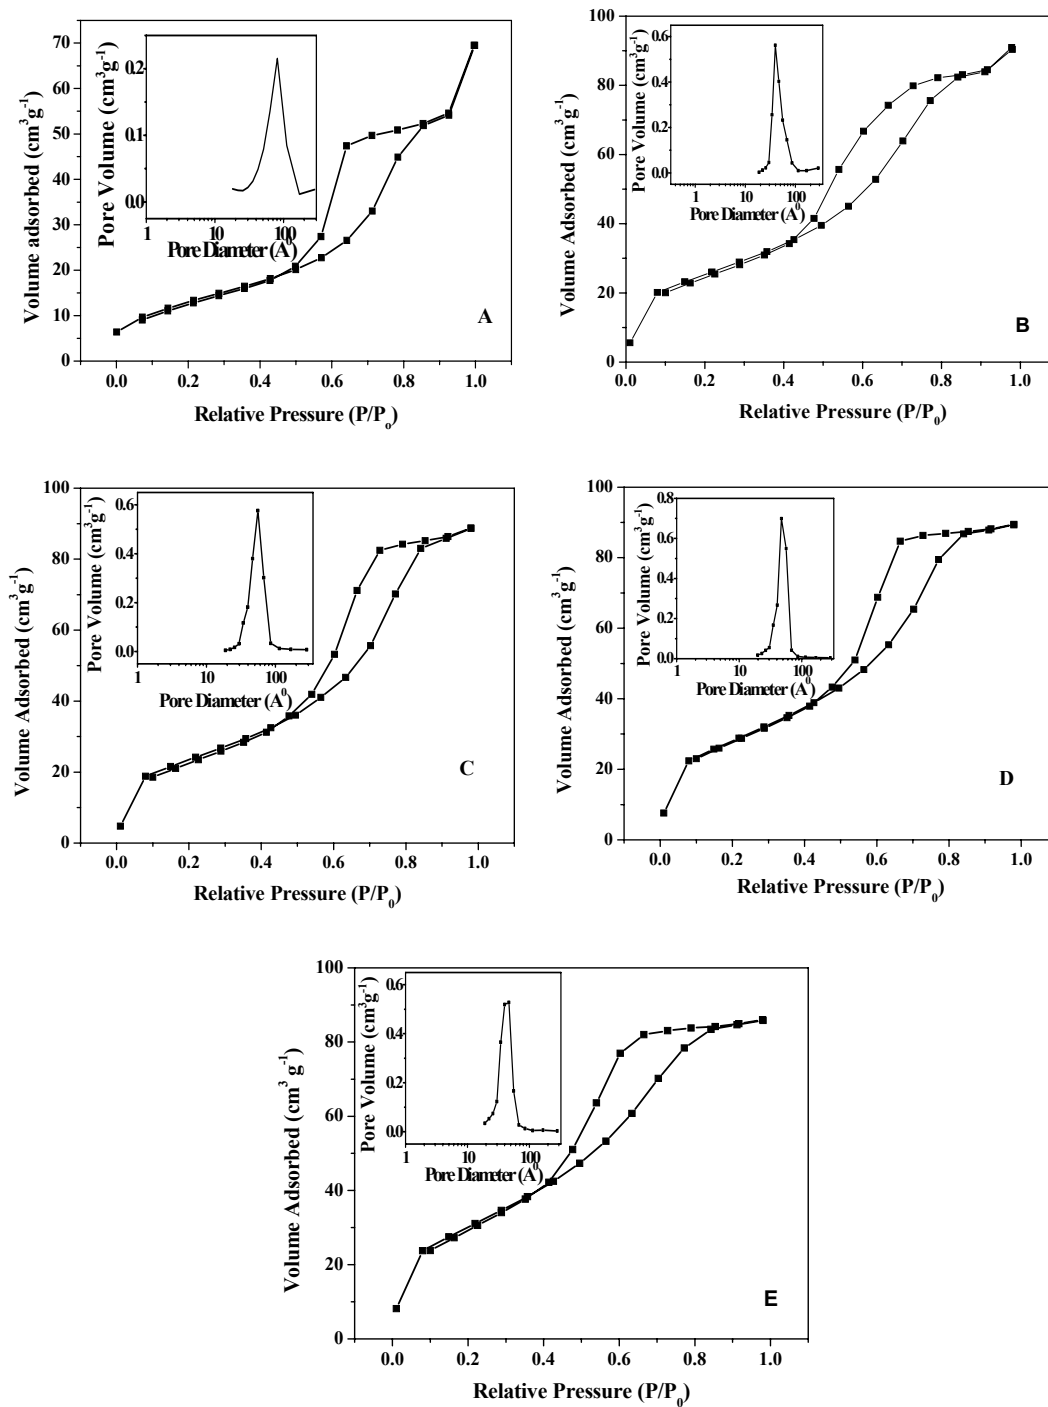 Volume adsorbed (cm³g⁻¹)
70
60
50
40
30
20
10
0
0.0 0.2 0.4 0.6 0.8 1.0
Relative Pressure (P/Pₒ)
A
Pore Volume (cm³g⁻¹)
0.2
0.1
0.0
1 10 100
Pore Diameter (A⁰)
Volume Adsorbed (cm³g⁻¹)
100
80
60
40
20
0
0.0 0.2 0.4 0.6 0.8 1.0
Relative Pressure (P/P₀)
B
Pore Volume (cm³g⁻¹)
0.6
0.4
0.2
0.0
1 10 100
Pore Diameter (A⁰)
Volume Adsorbed (cm³g⁻¹)
100
80
60
40
20
0
0.0 0.2 0.4 0.6 0.8 1.0
Relative Pressure (P/P₀)
C
Pore Volume (cm³g⁻¹)
0.6
0.4
0.2
0.0
1 10 100
Pore Diameter (A⁰)
Volume Adsorbed (cm³g⁻¹)
100
80
60
40
20
0
0.0 0.2 0.4 0.6 0.8 1.0
Relative Pressure (P/P₀)
D
Pore Volume (cm³g⁻¹)
0.8
0.6
0.4
0.2
0.0
1 10 100
Pore Diameter (A⁰)
Volume Adsorbed (cm³ g⁻¹)
100
80
60
40
20
0
0.0 0.2 0.4 0.6 0.8 1.0
Relative Pressure (P/P₀)
E
Pore Volume (cm³g⁻¹)
0.6
0.4
0.2
0.0
1 10 100
Pore Diameter (A⁰)